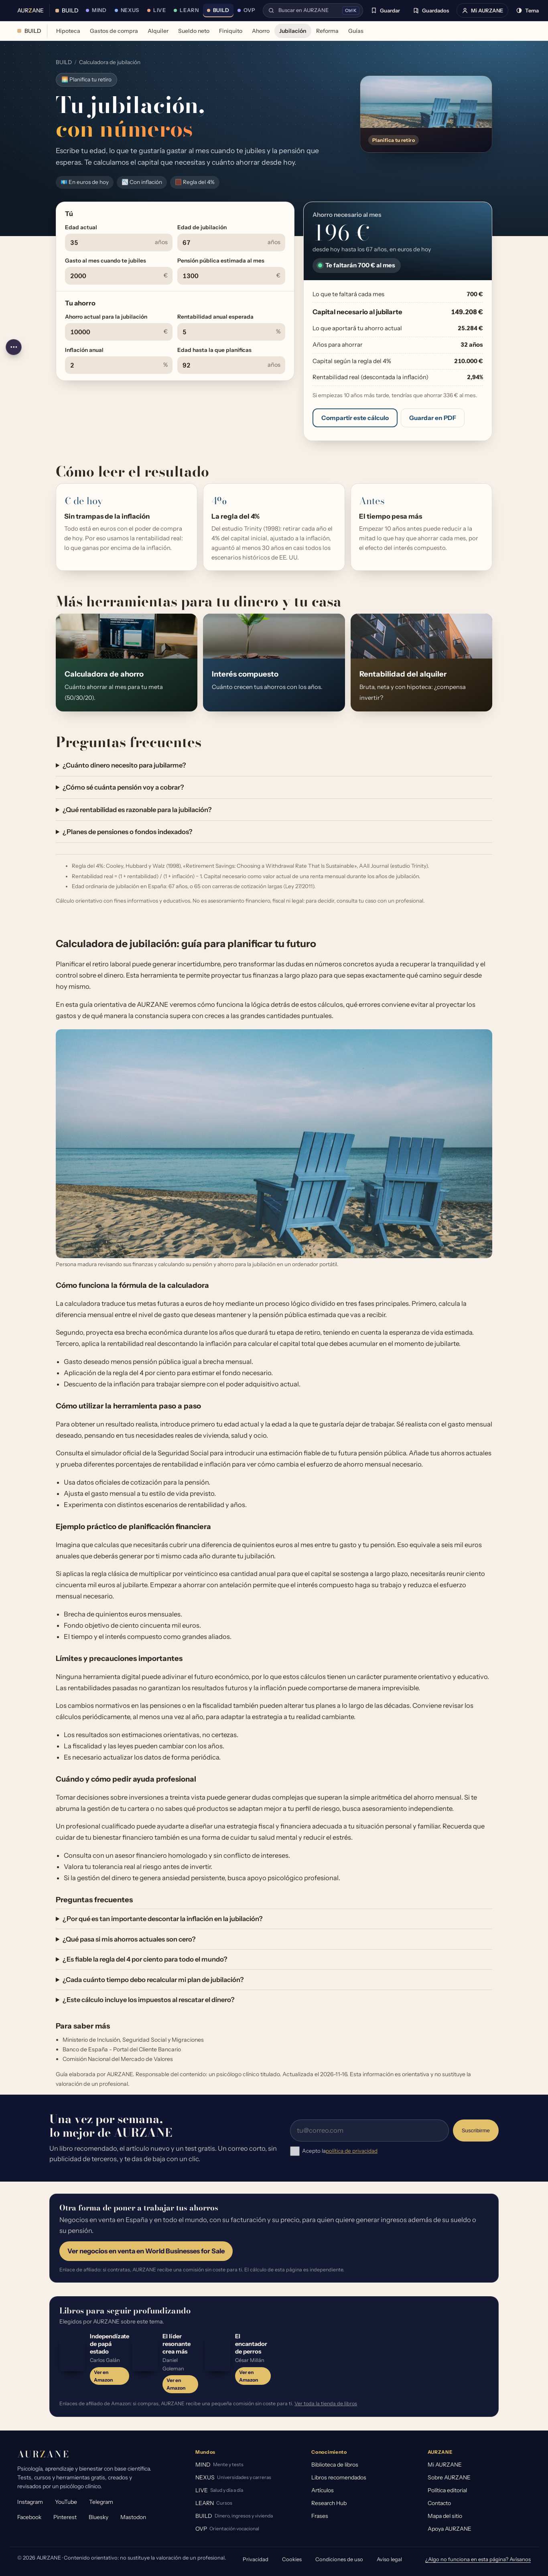 AURZANE BUILD MIND NEXUS LIVE LEARN BUILD OVP Buscar en AURZANE Ctrl K Guardar Guardados Mi AURZANE Tema
BUILD Hipoteca Gastos de compra Alquiler Sueldo neto Finiquito Ahorro Jubilación Reforma Guías
BUILD / Calculadora de jubilación
Planifica tu retiro
Tu jubilación,
con números
Escribe tu edad, lo que te gustaría gastar al mes cuando te jubiles y la pensión que
esperas. Te calculamos el capital que necesitas y cuánto ahorrar desde hoy.
En euros de hoy Con inflación Regla del 4%
Planifica tu retiro
Tú
Edad actual Edad de jubilación
35 años 67 años
Gasto al mes cuando te jubiles Pensión pública estimada al mes
2000 € 1300 €
Tu ahorro
Ahorro actual para la jubilación Rentabilidad anual esperada
10000 € 5 %
Inflación anual Edad hasta la que planificas
2 % 92 años
Ahorro necesario al mes
196 €
desde hoy hasta los 67 años, en euros de hoy
Te faltarán 700 € al mes
Lo que te faltará cada mes 700 €
Capital necesario al jubilarte 149.208 €
Lo que aportará tu ahorro actual 25.284 €
Años para ahorrar 32 años
Capital según la regla del 4% 210.000 €
Rentabilidad real (descontada la inflación) 2,94%
Si empiezas 10 años más tarde, tendrías que ahorrar 336 € al mes.
Compartir este cálculo Guardar en PDF
Cómo leer el resultado
€ de hoy
Sin trampas de la inflación
Todo está en euros con el poder de compra
de hoy. Por eso usamos la rentabilidad real:
lo que ganas por encima de la inflación.
4%
La regla del 4%
Del estudio Trinity (1998): retirar cada año el
4% del capital inicial, ajustado a la inflación,
aguantó al menos 30 años en casi todos los
escenarios históricos de EE. UU.
Antes
El tiempo pesa más
Empezar 10 años antes puede reducir a la
mitad lo que hay que ahorrar cada mes, por
el efecto del interés compuesto.
Más herramientas para tu dinero y tu casa
Calculadora de ahorro
Cuánto ahorrar al mes para tu meta
(50/30/20).
Interés compuesto
Cuánto crecen tus ahorros con los años.
Rentabilidad del alquiler
Bruta, neta y con hipoteca: ¿compensa
invertir?
Preguntas frecuentes
¿Cuánto dinero necesito para jubilarme?
¿Cómo sé cuánta pensión voy a cobrar?
¿Qué rentabilidad es razonable para la jubilación?
¿Planes de pensiones o fondos indexados?
Regla del 4%: Cooley, Hubbard y Walz (1998), «Retirement Savings: Choosing a Withdrawal Rate That Is Sustainable», AAII Journal (estudio Trinity).
Rentabilidad real = (1 + rentabilidad) / (1 + inflación) − 1. Capital necesario como valor actual de una renta mensual durante los años de jubilación.
Edad ordinaria de jubilación en España: 67 años, o 65 con carreras de cotización largas (Ley 27/2011).
Cálculo orientativo con fines informativos y educativos. No es asesoramiento financiero, fiscal ni legal: para decidir, consulta tu caso con un profesional.
Calculadora de jubilación: guía para planificar tu futuro
Planificar el retiro laboral puede generar incertidumbre, pero transformar las dudas en números concretos ayuda a recuperar la tranquilidad y el
control sobre el dinero. Esta herramienta te permite proyectar tus finanzas a largo plazo para que sepas exactamente qué camino seguir desde
hoy mismo.
En esta guía orientativa de AURZANE veremos cómo funciona la lógica detrás de estos cálculos, qué errores conviene evitar al proyectar los
gastos y de qué manera la constancia supera con creces a las grandes cantidades puntuales.
Persona madura revisando sus finanzas y calculando su pensión y ahorro para la jubilación en un ordenador portátil.
Cómo funciona la fórmula de la calculadora
La calculadora traduce tus metas futuras a euros de hoy mediante un proceso lógico dividido en tres fases principales. Primero, calcula la
diferencia mensual entre el nivel de gasto que deseas mantener y la pensión pública estimada que vas a recibir.
Segundo, proyecta esa brecha económica durante los años que durará tu etapa de retiro, teniendo en cuenta la esperanza de vida estimada.
Tercero, aplica la rentabilidad real descontando la inflación para calcular el capital total que debes acumular en el momento de jubilarte.
Gasto deseado menos pensión pública igual a brecha mensual.
Aplicación de la regla del 4 por ciento para estimar el fondo necesario.
Descuento de la inflación para trabajar siempre con el poder adquisitivo actual.
Cómo utilizar la herramienta paso a paso
Para obtener un resultado realista, introduce primero tu edad actual y la edad a la que te gustaría dejar de trabajar. Sé realista con el gasto mensual
deseado, pensando en tus necesidades reales de vivienda, salud y ocio.
Consulta el simulador oficial de Seguridad Social para introducir una estimación fiable de tu futura pensión pública. Añade tus ahorros actuales
y prueba diferentes porcentajes de rentabilidad e inflación para ver cómo cambia el esfuerzo de ahorro mensual necesario.
Usa datos oficiales de cotización para la pensión.
Ajusta el gasto mensual a tu estilo de vida previsto.
Experimenta con distintos escenarios de rentabilidad y años.
Ejemplo práctico de planificación financiera
Imagina que calculas que necesitarás cubrir una diferencia de quinientos euros al mes entre tu gasto y tu pensión. Eso equivale a seis mil euros
anuales que deberás generar por ti mismo cada año durante tu jubilación.
Si aplicas la regla clásica de multiplicar por veinticinco esa cantidad anual para que el capital se sostenga a largo plazo, necesitarás reunir ciento
cincuenta mil euros al jubilarte. Empezar a ahorrar con antelación permite que el interés compuesto haga su trabajo y reduzca el esfuerzo
mensual necesario.
Brecha de quinientos euros mensuales.
Fondo objetivo de ciento cincuenta mil euros.
El tiempo y el interés compuesto como grandes aliados.
Límites y precauciones importantes
Ninguna herramienta digital puede adivinar el futuro económico, por lo que estos cálculos tienen un carácter puramente orientativo y educativo.
Las rentabilidades pasadas no garantizan los resultados futuros y la inflación puede comportarse de manera imprevisible.
Los cambios normativos en las pensiones o en la fiscalidad también pueden alterar tus planes a lo largo de las décadas. Conviene revisar los
cálculos periódicamente, al menos una vez al año, para adaptar la estrategia a tu realidad cambiante.
Los resultados son estimaciones orientativas, no certezas.
La fiscalidad y las leyes pueden cambiar con los años.
Es necesario actualizar los datos de forma periódica.
Cuándo y cómo pedir ayuda profesional
Tomar decisiones sobre inversiones a treinta vista puede generar dudas complejas que superan la simple aritmética del ahorro mensual. Si te
agobia la gestión de tu cartera o no sabes qué productos se adaptan mejor a tu perfil de riesgo, busca asesoramiento independiente.
Un profesional cualificado puede ayudarte a diseñar una estrategia fiscal y financiera adecuada a tu situación personal y familiar. Recuerda que
cuidar de tu bienestar financiero también es una forma de cuidar tu salud mental y reducir el estrés.
Consulta con un asesor financiero homologado y sin conflicto de intereses.
Valora tu tolerancia real al riesgo antes de invertir.
Si la gestión del dinero te genera ansiedad persistente, busca apoyo psicológico profesional.
Preguntas frecuentes
¿Por qué es tan importante descontar la inflación en la jubilación?
¿Qué pasa si mis ahorros actuales son cero?
¿Es fiable la regla del 4 por ciento para todo el mundo?
¿Cada cuánto tiempo debo recalcular mi plan de jubilación?
¿Este cálculo incluye los impuestos al rescatar el dinero?
Para saber más
Ministerio de Inclusión, Seguridad Social y Migraciones
Banco de España – Portal del Cliente Bancario
Comisión Nacional del Mercado de Valores
Guía elaborada por AURZANE. Responsable del contenido: un psicólogo clínico titulado. Actualizada el 2026-11-16. Esta información es orientativa y no sustituye la
valoración de un profesional.
Una vez por semana,
lo mejor de AURZANE
Un libro recomendado, el artículo nuevo y un test gratis. Un correo corto, sin
publicidad de terceros, y te das de baja con un clic.
tu@correo.com Suscribirme
Acepto la política de privacidad
Otra forma de poner a trabajar tus ahorros
Negocios en venta en España y en todo el mundo, con su facturación y su precio, para quien quiere generar ingresos además de su sueldo o
su pensión.
Ver negocios en venta en World Businesses for Sale
Enlace de afiliado: si contratas, AURZANE recibe una comisión sin coste para ti. El cálculo de esta página es independiente.
Libros para seguir profundizando
Elegidos por AURZANE sobre este tema.
Independízate
de papá
estado
Carlos Galán
Ver en
Amazon
El líder
resonante
crea más
Daniel
Goleman
Ver en
Amazon
El
encantador
de perros
César Millán
Ver en
Amazon
Enlaces de afiliado de Amazon: si compras, AURZANE recibe una pequeña comisión sin coste para ti. Ver toda la tienda de libros.
AURZANE
Psicología, aprendizaje y bienestar con base científica.
Tests, cursos y herramientas gratis, creados y
revisados por un psicólogo clínico.
Instagram YouTube Telegram
Facebook Pinterest Bluesky Mastodon
Mundos
MIND Mente y tests
NEXUS Universidades y carreras
LIVE Salud y día a día
LEARN Cursos
BUILD Dinero, ingresos y vivienda
OVP Orientación vocacional
Conocimiento
Biblioteca de libros
Libros recomendados
Artículos
Research Hub
Frases
AURZANE
Mi AURZANE
Sobre AURZANE
Política editorial
Contacto
Mapa del sitio
Apoya AURZANE
© 2026 AURZANE · Contenido orientativo: no sustituye la valoración de un profesional. Privacidad Cookies Condiciones de uso Aviso legal ¿Algo no funciona en esta página? Avísanos